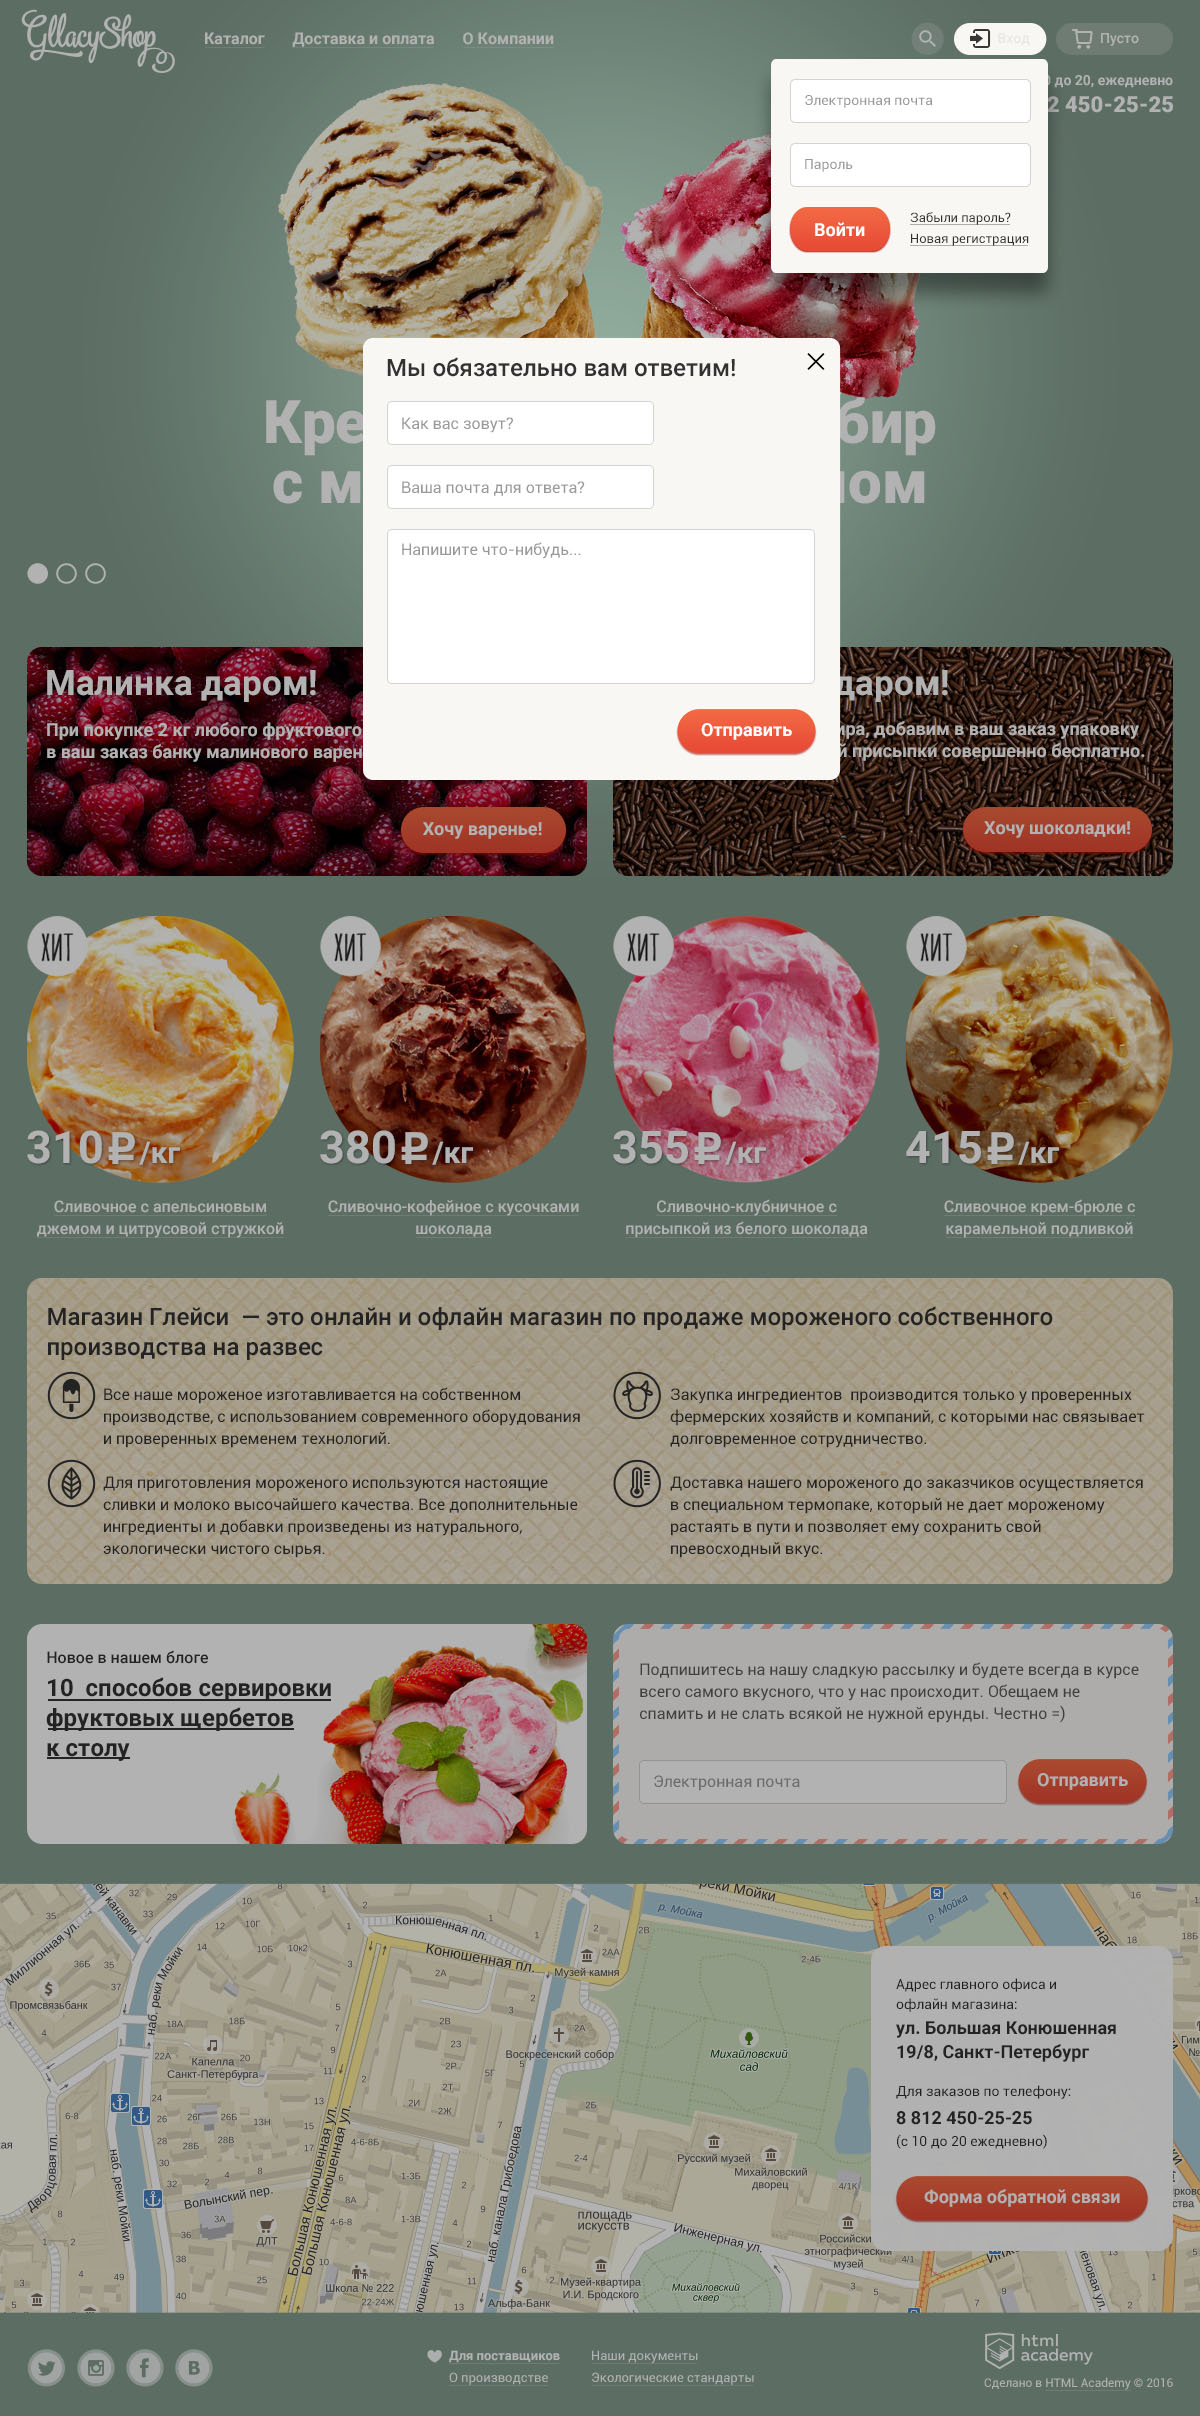 GllacyShop
Каталог
Доставка и оплата
О Компании
Вход
Пусто
до 20, ежедневно
2 450-25-25
Электронная почта
Пароль
Войти
Забыли пароль?
Новая регистрация
Мы обязательно вам ответим!
Как вас зовут?
Ваша почта для ответа?
Напишите что-нибудь...
Отправить
Малинка даром!
При покупке 2 кг любого фруктового
в ваш заказ банку малинового
Хочу варенье!
даром!
добавим в ваш заказ упаковку
присыпки совершенно бесплатно.
Хочу шоколадки!
ХИТ
310₽/кг
Сливочное с апельсиновым
джемом и цитрусовой стружкой
ХИТ
380₽/кг
Сливочно-кофейное с кусочками
шоколада
ХИТ
355₽/кг
Сливочно-клубничное с
присыпкой из белого шоколада
ХИТ
415₽/кг
Сливочное крем-брюле с
карамельной подливкой
Магазин Глейси — это онлайн и офлайн магазин по продаже мороженого собственного
производства на развес
Все наше мороженое изготавливается на собственном
производстве, с использованием современного оборудования
и проверенных временем технологий.
Закупка ингредиентов производится только у проверенных
фермерских хозяйств и компаний, с которыми нас связывает
долговременное сотрудничество.
Для приготовления мороженого используются настоящие
сливки и молоко высочайшего качества. Все дополнительные
ингредиенты и добавки произведены из натурального,
экологически чистого сырья.
Доставка нашего мороженого до заказчиков осуществляется
в специальном термопаке, который не дает мороженому
растаять в пути и позволяет ему сохранить свой
превосходный вкус.
Новое в нашем блоге
10 способов сервировки
фруктовых щербетов
к столу
Подпишитесь на нашу сладкую рассылку и будете всегда в курсе
всего самого вкусного, что у нас происходит. Обещаем не
спамить и не слать всякой не нужной ерунды. Честно =)
Электронная почта
Отправить
реки Мойки
р. Мойка
р. Мойка
Миллионная ул.
Конюшенная пл.
Конюшенная пл.
Музей камня
Промсвязьбанк
наб. реки Мойки
Капелла
Санкт-Петербурга
Воскресенский собор
Михайловский
сад
Русский музей
Михайловский
дворец
Дворцовая пл.
наб. реки Мойки
Волынский пер.
ДЛТ
Большая Конюшенная ул.
Большая Конюшенная ул.
наб. канала Грибоедова
площадь
искусств
Инженерная ул.
Российский
этнографический
музей
Школа № 222
Альфа-Банк
Музей-квартира
И.И. Бродского
Михайловский
сквер
Адрес главного офиса и
офлайн магазина:
ул. Большая Конюшенная
19/8, Санкт-Петербург
Для заказов по телефону:
8 812 450-25-25
(с 10 до 20 ежедневно)
Форма обратной связи
Для поставщиков
О производстве
Наши документы
Экологические стандарты
html
academy
Сделано в HTML Academy © 2016